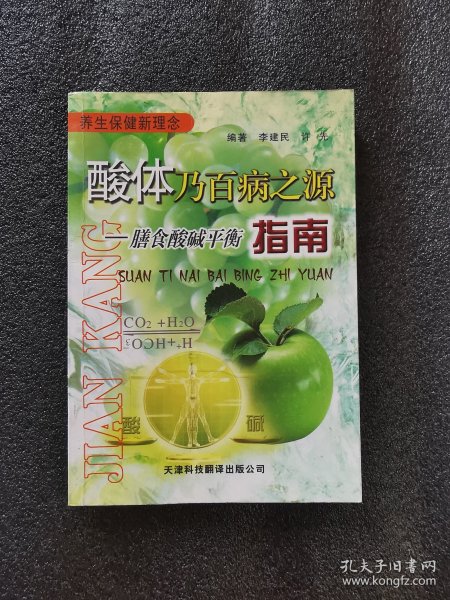 养生保健新理念
编著 李建民 许先
酸体乃百病之源
—膳食酸碱平衡 指南
SUAN TI NAI BAI BING ZHI YUAN
JIAN KANG
CO₂ +H₂O
酸 碱
天津科技翻译出版公司
孔夫子旧书网
www.kongfz.com